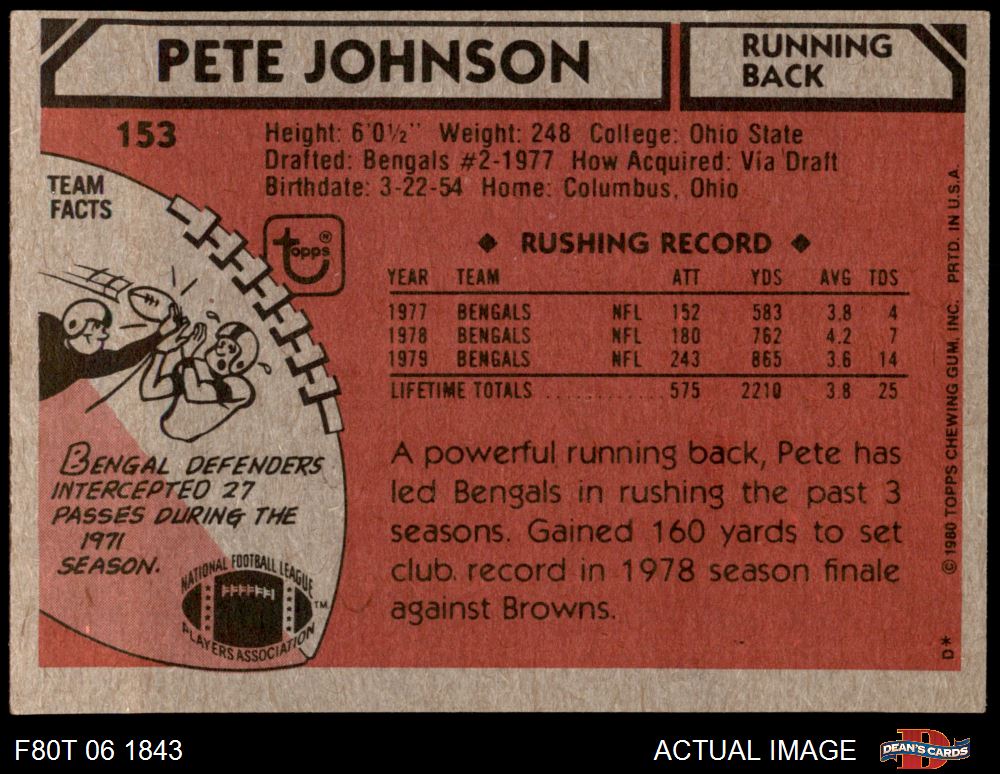 PETE JOHNSON
RUNNING
BACK
153
Height: 6'0½" Weight: 248 College: Ohio State
Drafted: Bengals #2-1977 How Acquired: Via Draft
Birthdate: 3-22-54 Home: Columbus, Ohio
TEAM
FACTS
topps®
◆ RUSHING RECORD ◆
YEAR TEAM ATT YDS AVG TDS
1977 BENGALS NFL 152 583 3.8 4
1978 BENGALS NFL 180 762 4.2 7
1979 BENGALS NFL 243 865 3.6 14
LIFETIME TOTALS ........... 575 2210 3.8 25
BENGAL DEFENDERS
INTERCEPTED 27
PASSES DURING THE
1971
SEASON.
NATIONAL FOOTBALL LEAGUE
PLAYERS ASSOCIATION
TM
A powerful running back, Pete has
led Bengals in rushing the past 3
seasons. Gained 160 yards to set
club. record in 1978 season finale
against Browns.
© 1980 TOPPS CHEWING GUM, INC. PRTD. IN U.S.A.
D*
F80T 06 1843
ACTUAL IMAGE
DEAN'S CARDS